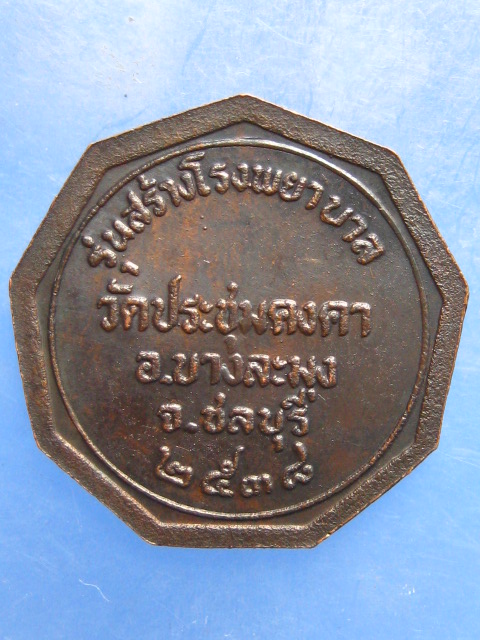 รุ่นสร้างโรงพยาบาล
วัดประชุมคงคา
อ.บางละมุง
จ.ชลบุรี
๒๕๓๘